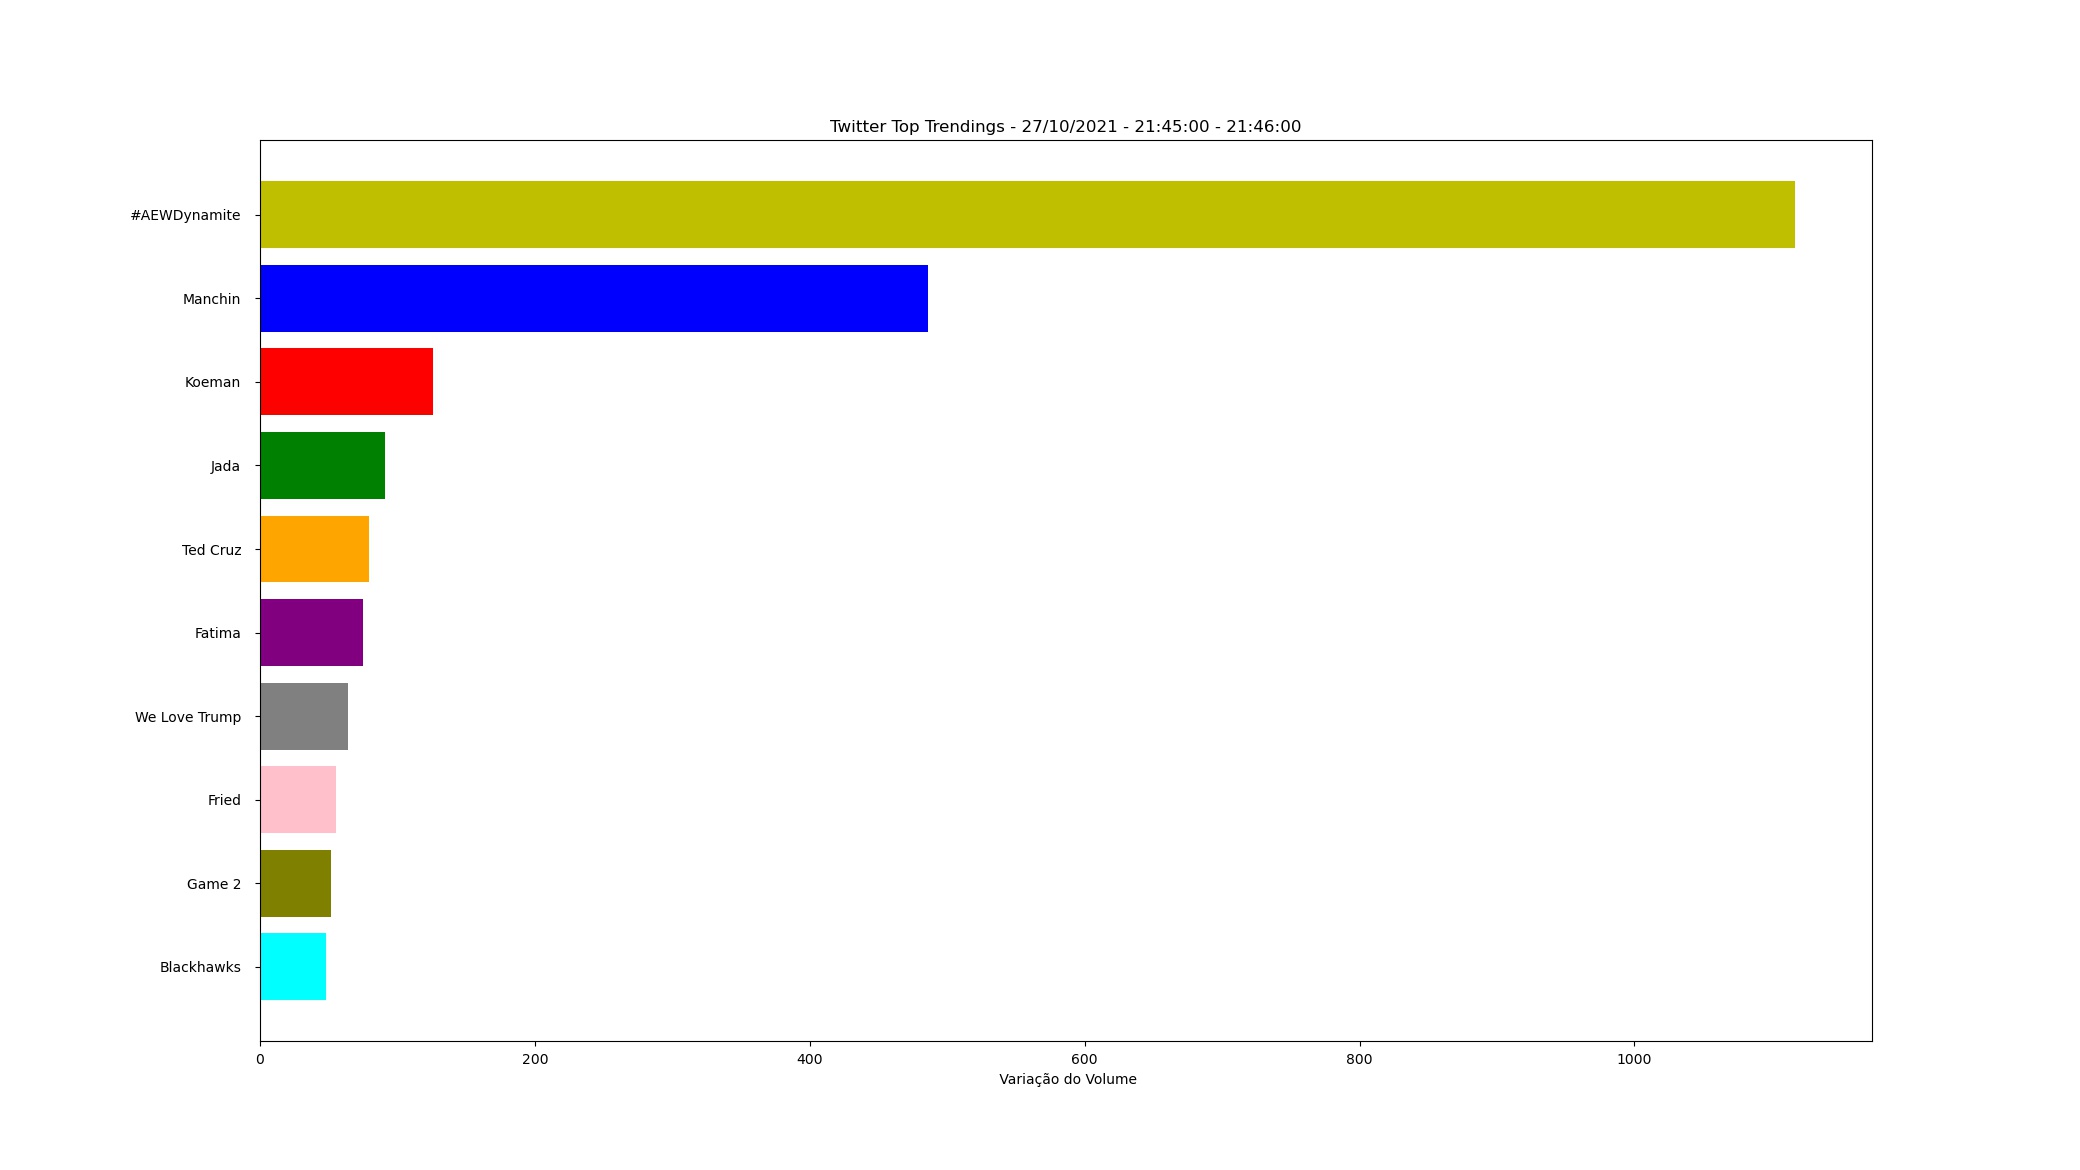 Twitter Top Trendings - 27/10/2021 - 21:45:00 - 21:46:00
#AEWDynamite
Manchin
Koeman
Jada
Ted Cruz
Fatima
We Love Trump
Fried
Game 2
Blackhawks
0 200 400 600 800 1000
Variação do Volume